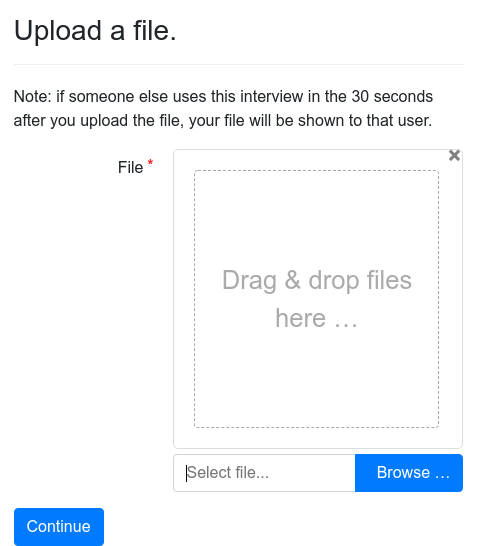 Upload a file.
Note: if someone else uses this interview in the 30 seconds
after you upload the file, your file will be shown to that user.
File *
×
Drag & drop files
here …
Select file...
Browse …
Continue